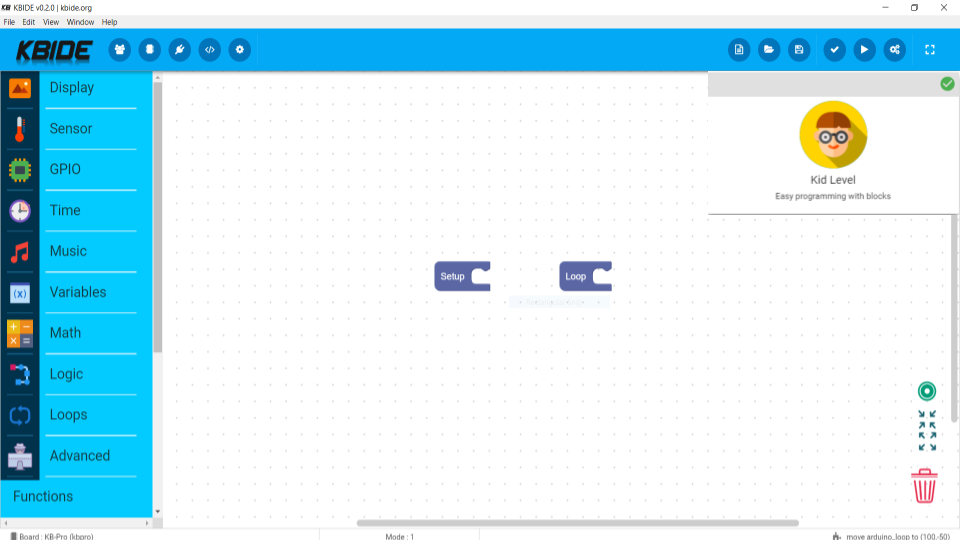 KBIDE v0.2.0 | kbide.org
File Edit View Window Help
KBIDE
Display
Sensor
GPIO
Time
Music
Variables
Math
Logic
Loops
Advanced
Functions
Setup
Loop
Kid Level
Easy programming with blocks
Board : KB-Pro (kbpro)
Mode : 1
move arduino_loop to (100,-50)